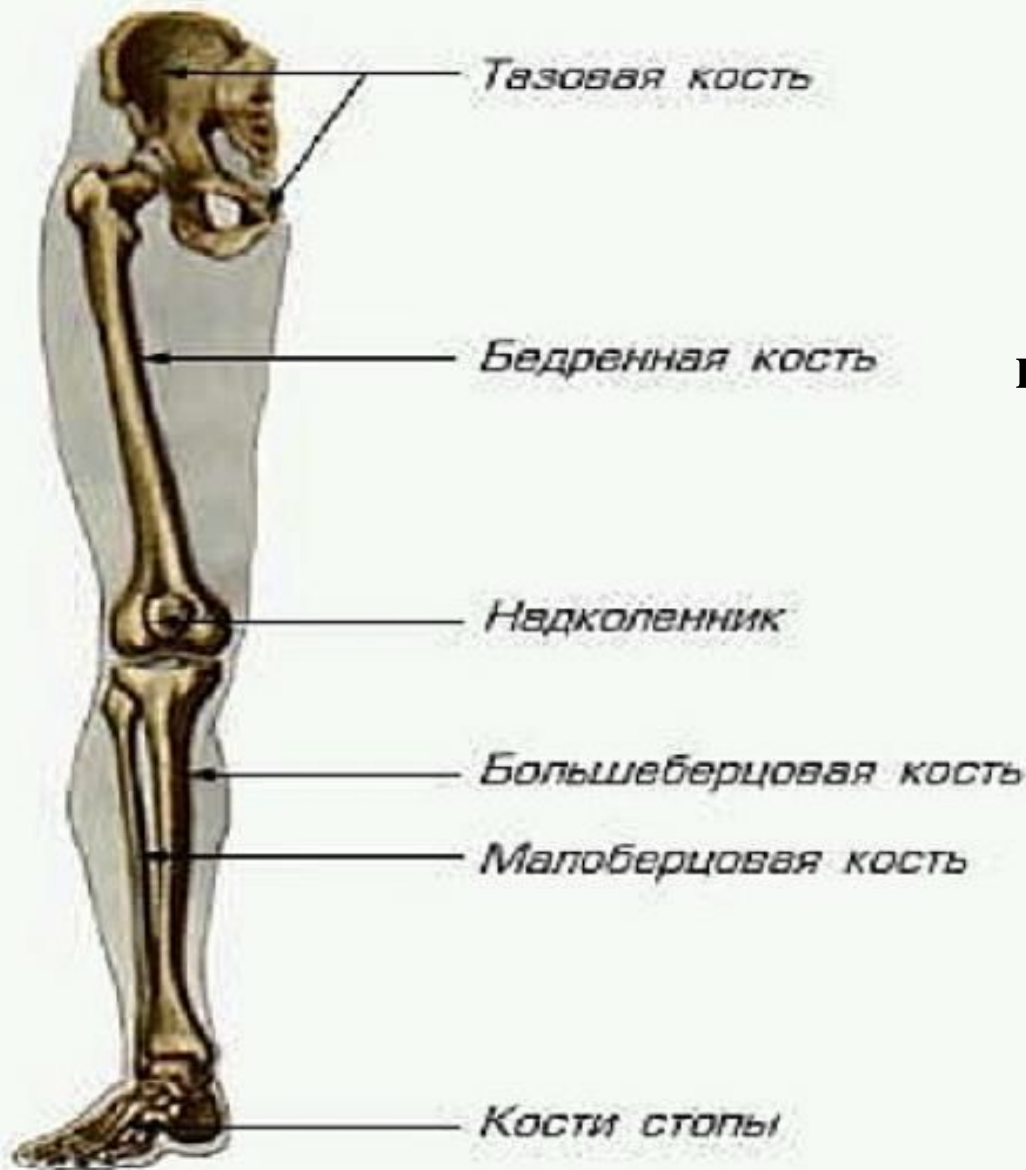 Тазовая кость
Бедренная кость
Надколенник
Большеберцовая кость
Малоберцовая кость
Кости стопы